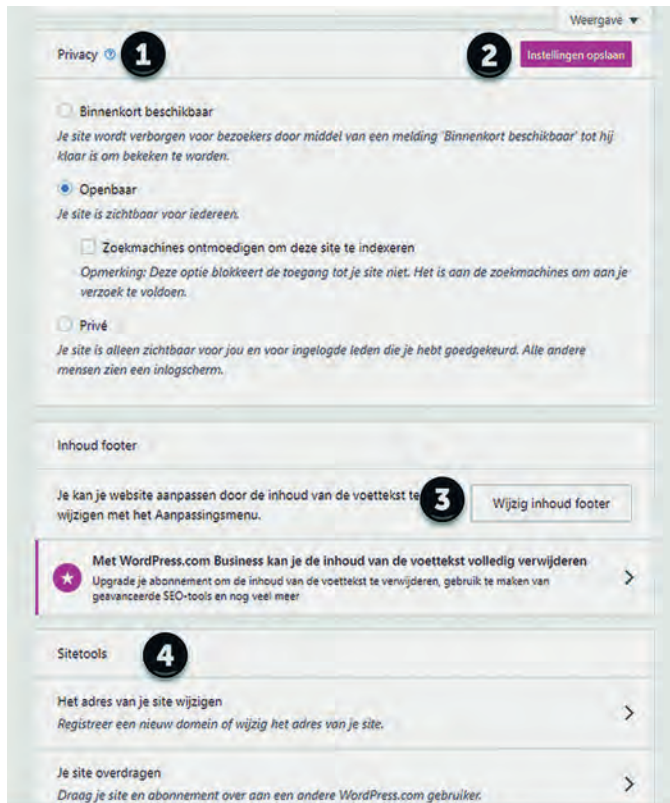 Weergave
Privacy ? 1
2 Instellingen opslaan
Binnenkort beschikbaar
Je site wordt verborgen voor bezoekers door middel van een melding 'Binnenkort beschikbaar' tot hij
klaar is om bekeken te worden.
Openbaar
Je site is zichtbaar voor iedereen.
Zoekmachines ontmoedigen om deze site te indexeren
Opmerking: Deze optie blokkeert de toegang tot je site niet. Het is aan de zoekmachines om aan je
verzoek te voldoen.
Privé
Je site is alleen zichtbaar voor jou en voor ingelogde leden die je hebt goedgekeurd. Alle andere
mensen zien een inlogscherm.
Inhoud footer
Je kan je website aanpassen door de inhoud van de voettekst te
wijzigen met het Aanpassingsmenu.
3 Wijzig inhoud footer
Met WordPress.com Business kan je de inhoud van de voettekst volledig verwijderen
Upgrade je abonnement om de inhoud van de voettekst te verwijderen, gebruik te maken van
geavanceerde SEO-tools en nog veel meer
Sitetools 4
Het adres van je site wijzigen
Registreer een nieuw domein of wijzig het adres van je site.
Je site overdragen
Draag je site en abonnement over aan een andere WordPress.com gebruiker.